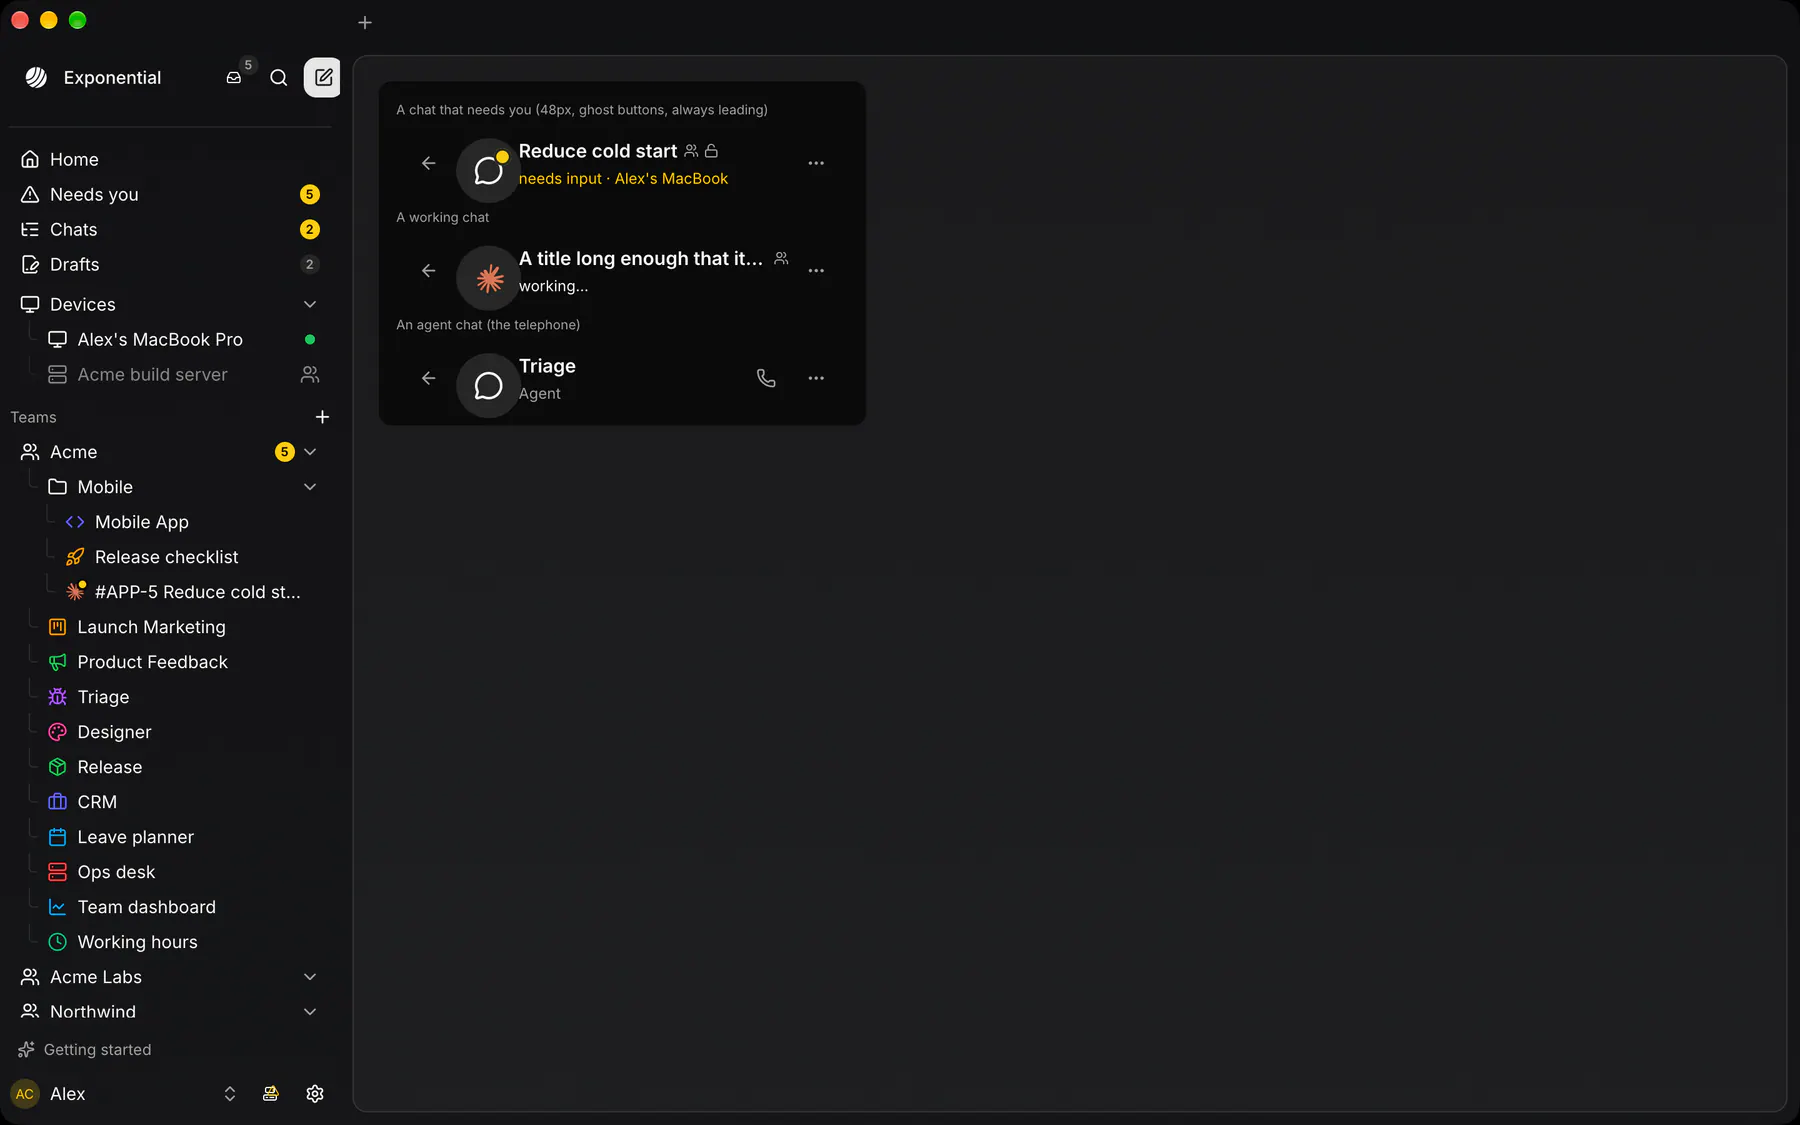 Exponential
5
Home
Needs you 5
Chats 2
Drafts 2
Devices
Alex's MacBook Pro
Acme build server
Teams
Acme 5
Mobile
Mobile App
Release checklist
#APP-5 Reduce cold st...
Launch Marketing
Product Feedback
Triage
Designer
Release
CRM
Leave planner
Ops desk
Team dashboard
Working hours
Acme Labs
Northwind
Getting started
AC Alex
A chat that needs you (48px, ghost buttons, always leading)
Reduce cold start
needs input · Alex's MacBook
A working chat
A title long enough that it...
working...
An agent chat (the telephone)
Triage
Agent